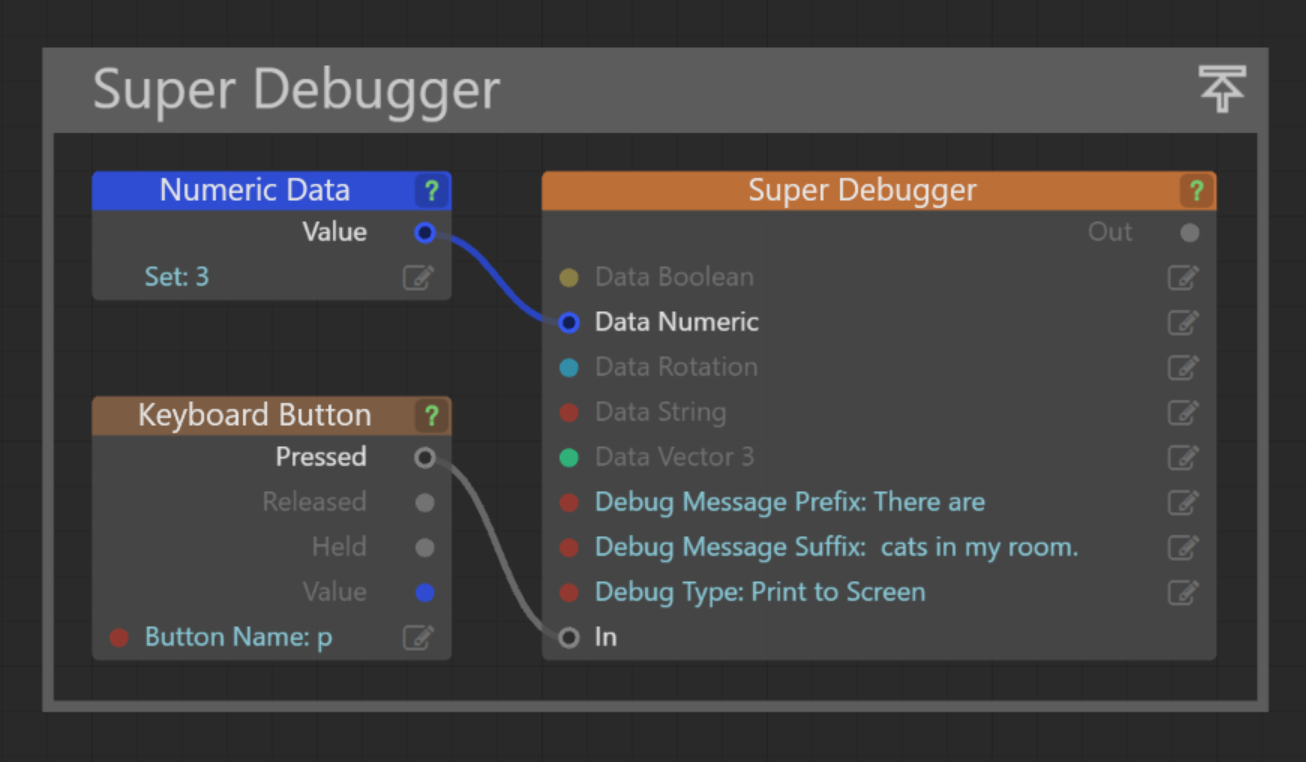 Super Debugger
Numeric Data ?
Value
Set: 3
Keyboard Button ?
Pressed
Released
Held
Value
Button Name: p
Super Debugger ?
Out
Data Boolean
Data Numeric
Data Rotation
Data String
Data Vector 3
Debug Message Prefix: There are
Debug Message Suffix:  cats in my room.
Debug Type: Print to Screen
In